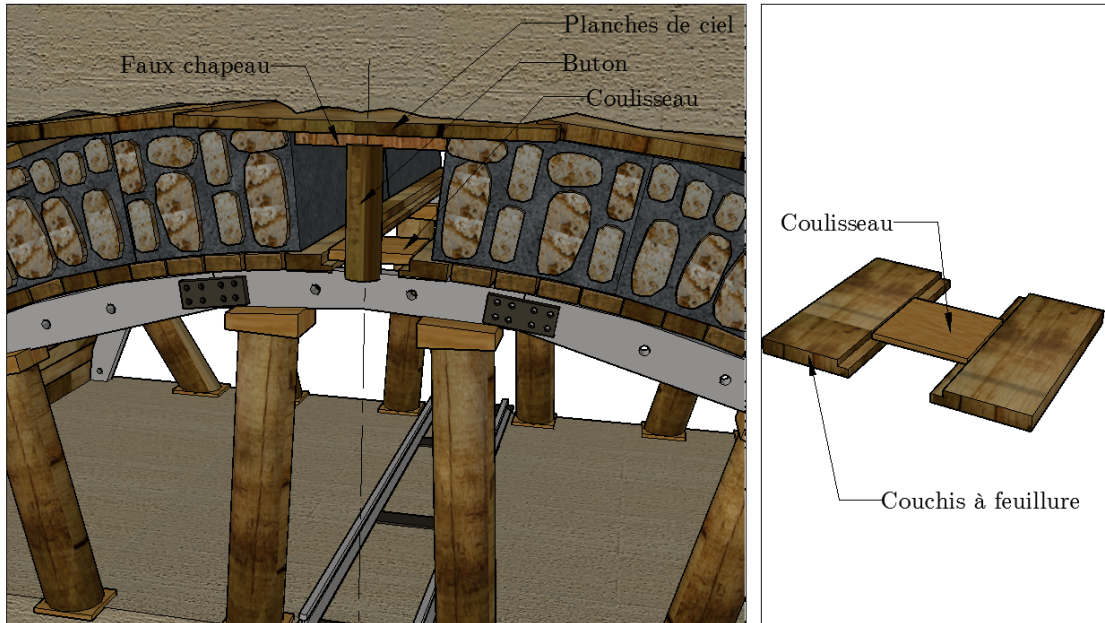 Planches de ciel
Faux chapeau
Buton
Coulisseau
Coulisseau
Couchis à feuillure